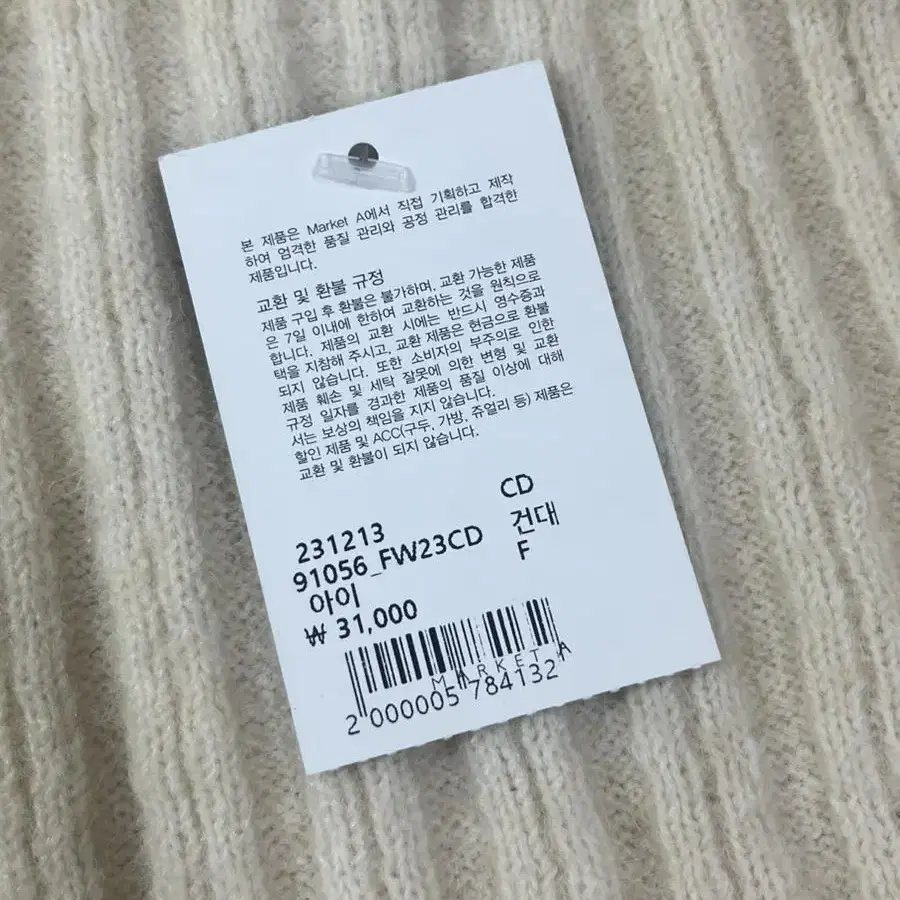 본 제품은 Market A에서 직접 기획하고 제작
하여 엄격한 품질 관리와 공정 관리를 합격한
제품입니다.
교환 및 환불 규정
제품 구입 후 환불은 불가하며, 교환 가능한 제품
은 7일 이내에 한하여 교환하는 것을 원칙으로
합니다. 제품의 교환 시에는 반드시 영수증과
택을 지참해 주시고, 교환 제품은 현금으로 환불
되지 않습니다. 또한 소비자의 부주의로 인한
제품 훼손 및 세탁 잘못에 의한 변형 및 교환
규정 일자를 경과한 제품의 품질 이상에 대해
서는 보상의 책임을 지지 않습니다.
할인 제품 및 ACC(구두, 가방, 쥬얼리 등) 제품은
교환 및 환불이 되지 않습니다.
231213 CD
91056_FW23CD 건대
아이 F
₩ 31,000
MARKET A
2 000005 784132